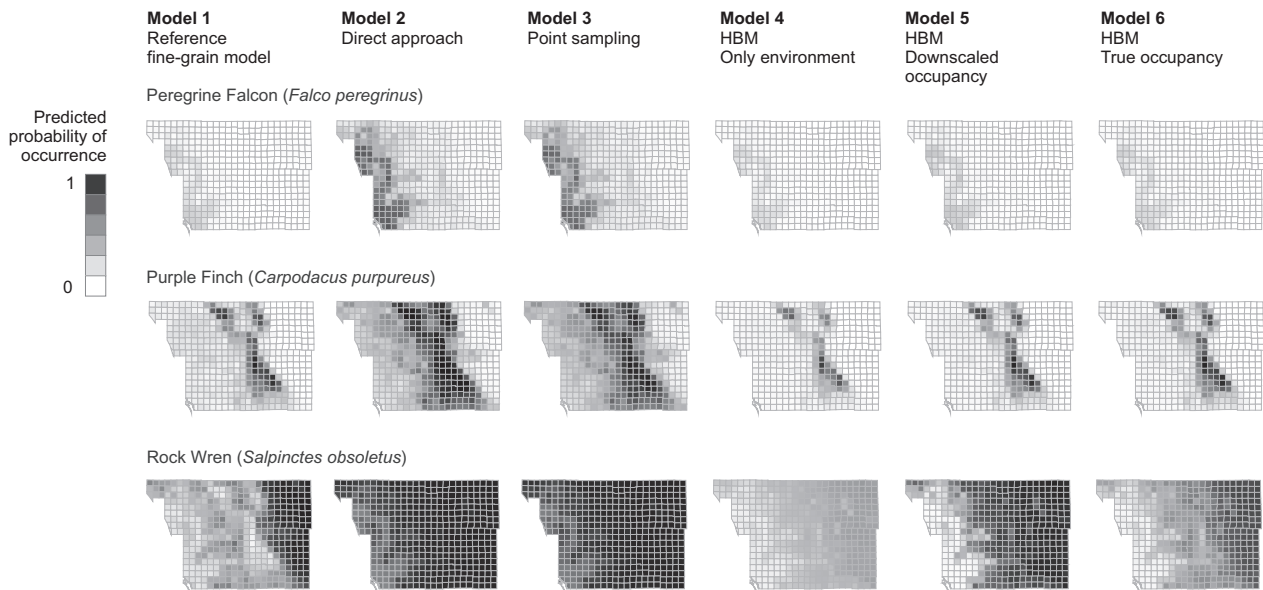 Model 1
Reference
fine-grain model
Model 2
Direct approach
Model 3
Point sampling
Model 4
HBM
Only environment
Model 5
HBM
Downscaled
occupancy
Model 6
HBM
True occupancy
Peregrine Falcon (Falco peregrinus)
Predicted
probability of
occurrence
1
0
Purple Finch (Carpodacus purpureus)
Rock Wren (Salpinctes obsoletus)